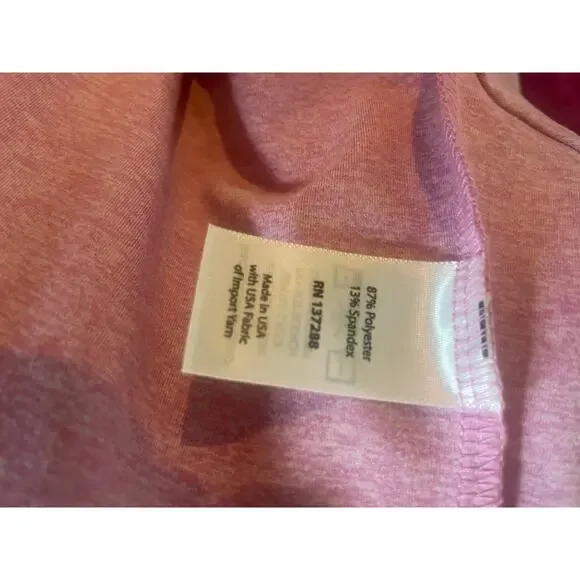 87% Polyester
13% Spandex
RN 137288
Made in USA
with USA Fabric
of Import Yarn